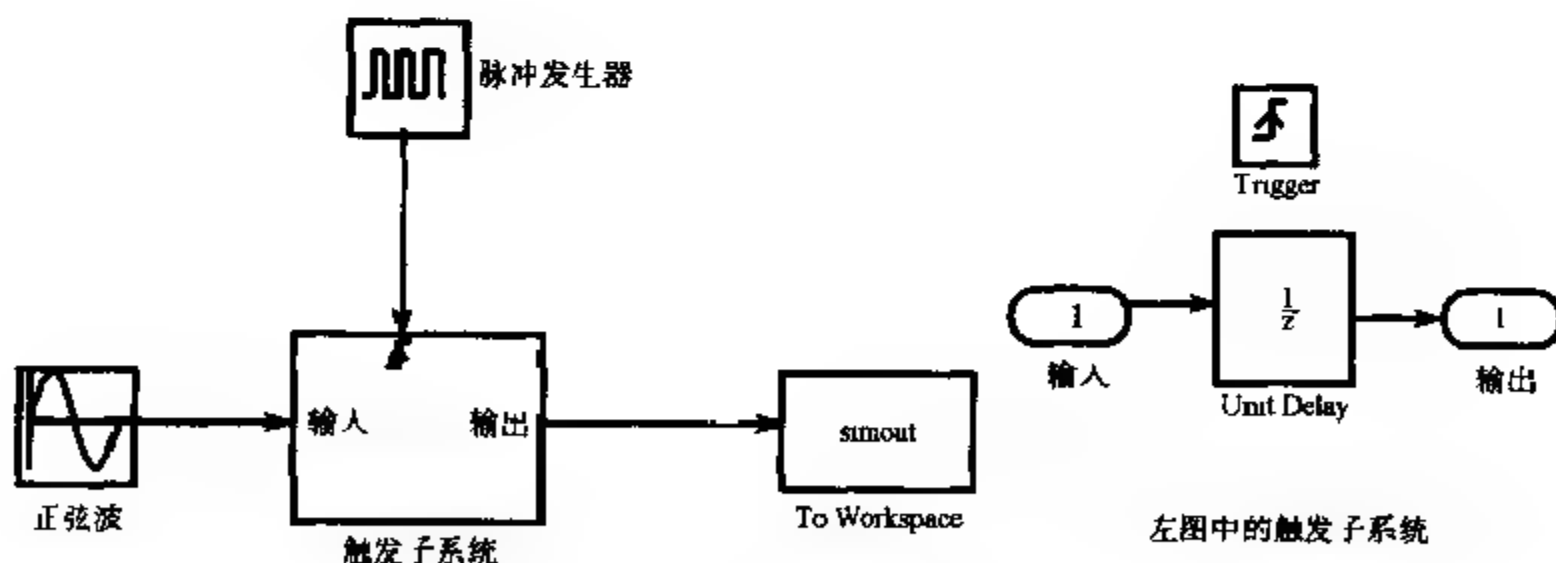 脉冲发生器
输入
输出
simout
正弦波
触发子系统
To Workspace
Trigger
1
1/z
1
输入
Unit Delay
输出
左图中的触发子系统